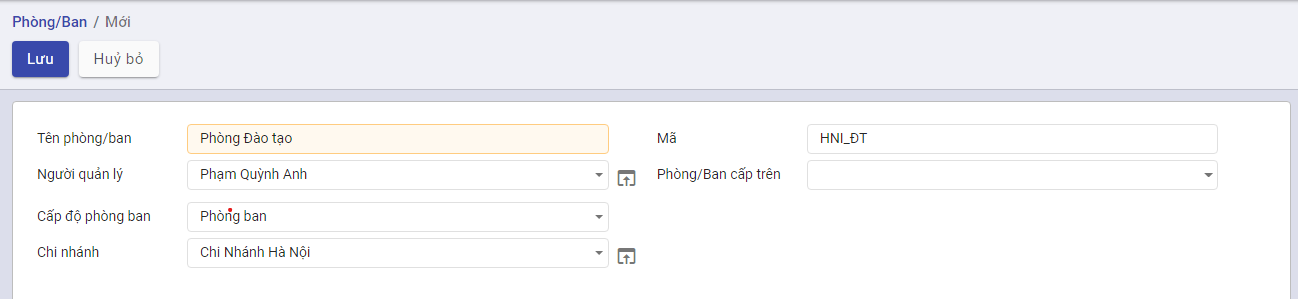 Phòng/Ban / Mới
Lưu Huỷ bỏ
Tên phòng/ban Phòng Đào tạo Mã HNI_ĐT
Người quản lý Phạm Quỳnh Anh Phòng/Ban cấp trên
Cấp độ phòng ban Phòng ban
Chi nhánh Chi Nhánh Hà Nội